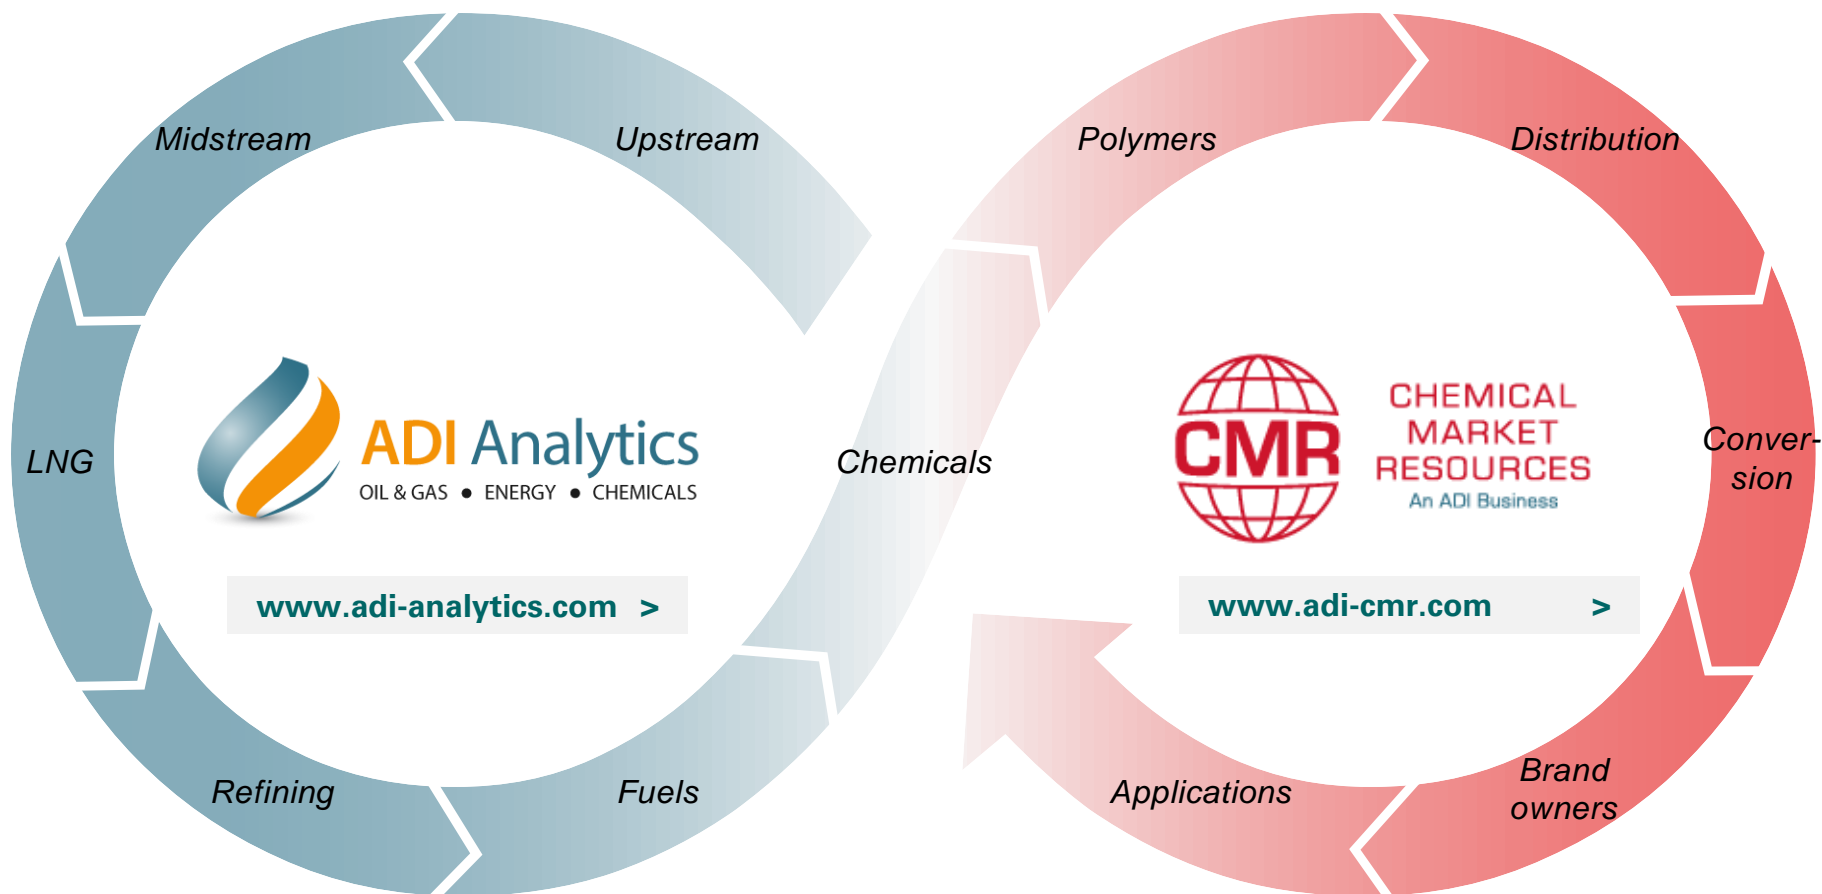 Midstream
Upstream
Polymers
Distribution
LNG
ADI Analytics
OIL & GAS ● ENERGY ● CHEMICALS
www.adi-analytics.com >
Chemicals
CMR
CHEMICAL
MARKET
RESOURCES
An ADI Business
www.adi-cmr.com >
Conver-
sion
Refining
Fuels
Applications
Brand
owners